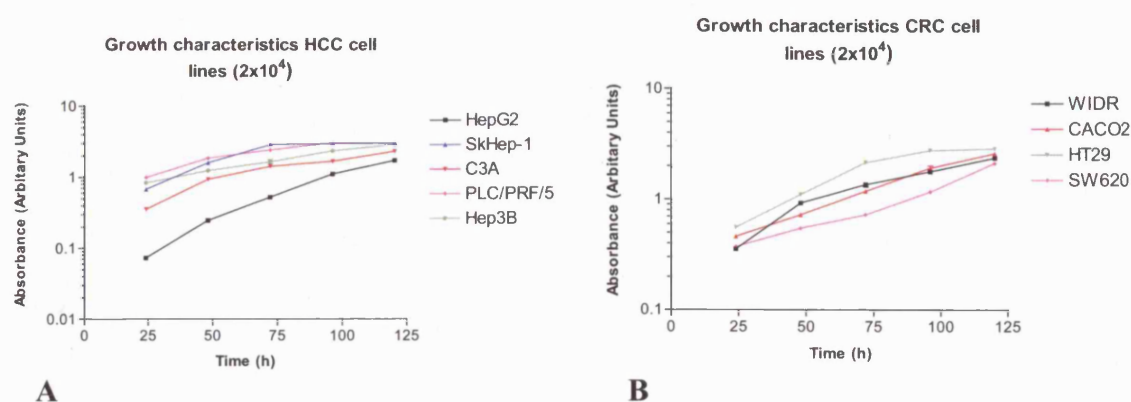 Growth characteristics HCC cell
lines (2x10⁴)
Absorbance (Arbitary Units)
10
1
0.1
0.01
0
25
50
75
100
125
Time (h)
HepG2
SkHep-1
C3A
PLC/PRF/5
Hep3B
A
Growth characteristics CRC cell
lines (2x10⁴)
Absorbance (Arbitary Units)
10
1
0.1
0
25
50
75
100
125
Time (h)
WIDR
CACO2
HT29
SW620
B